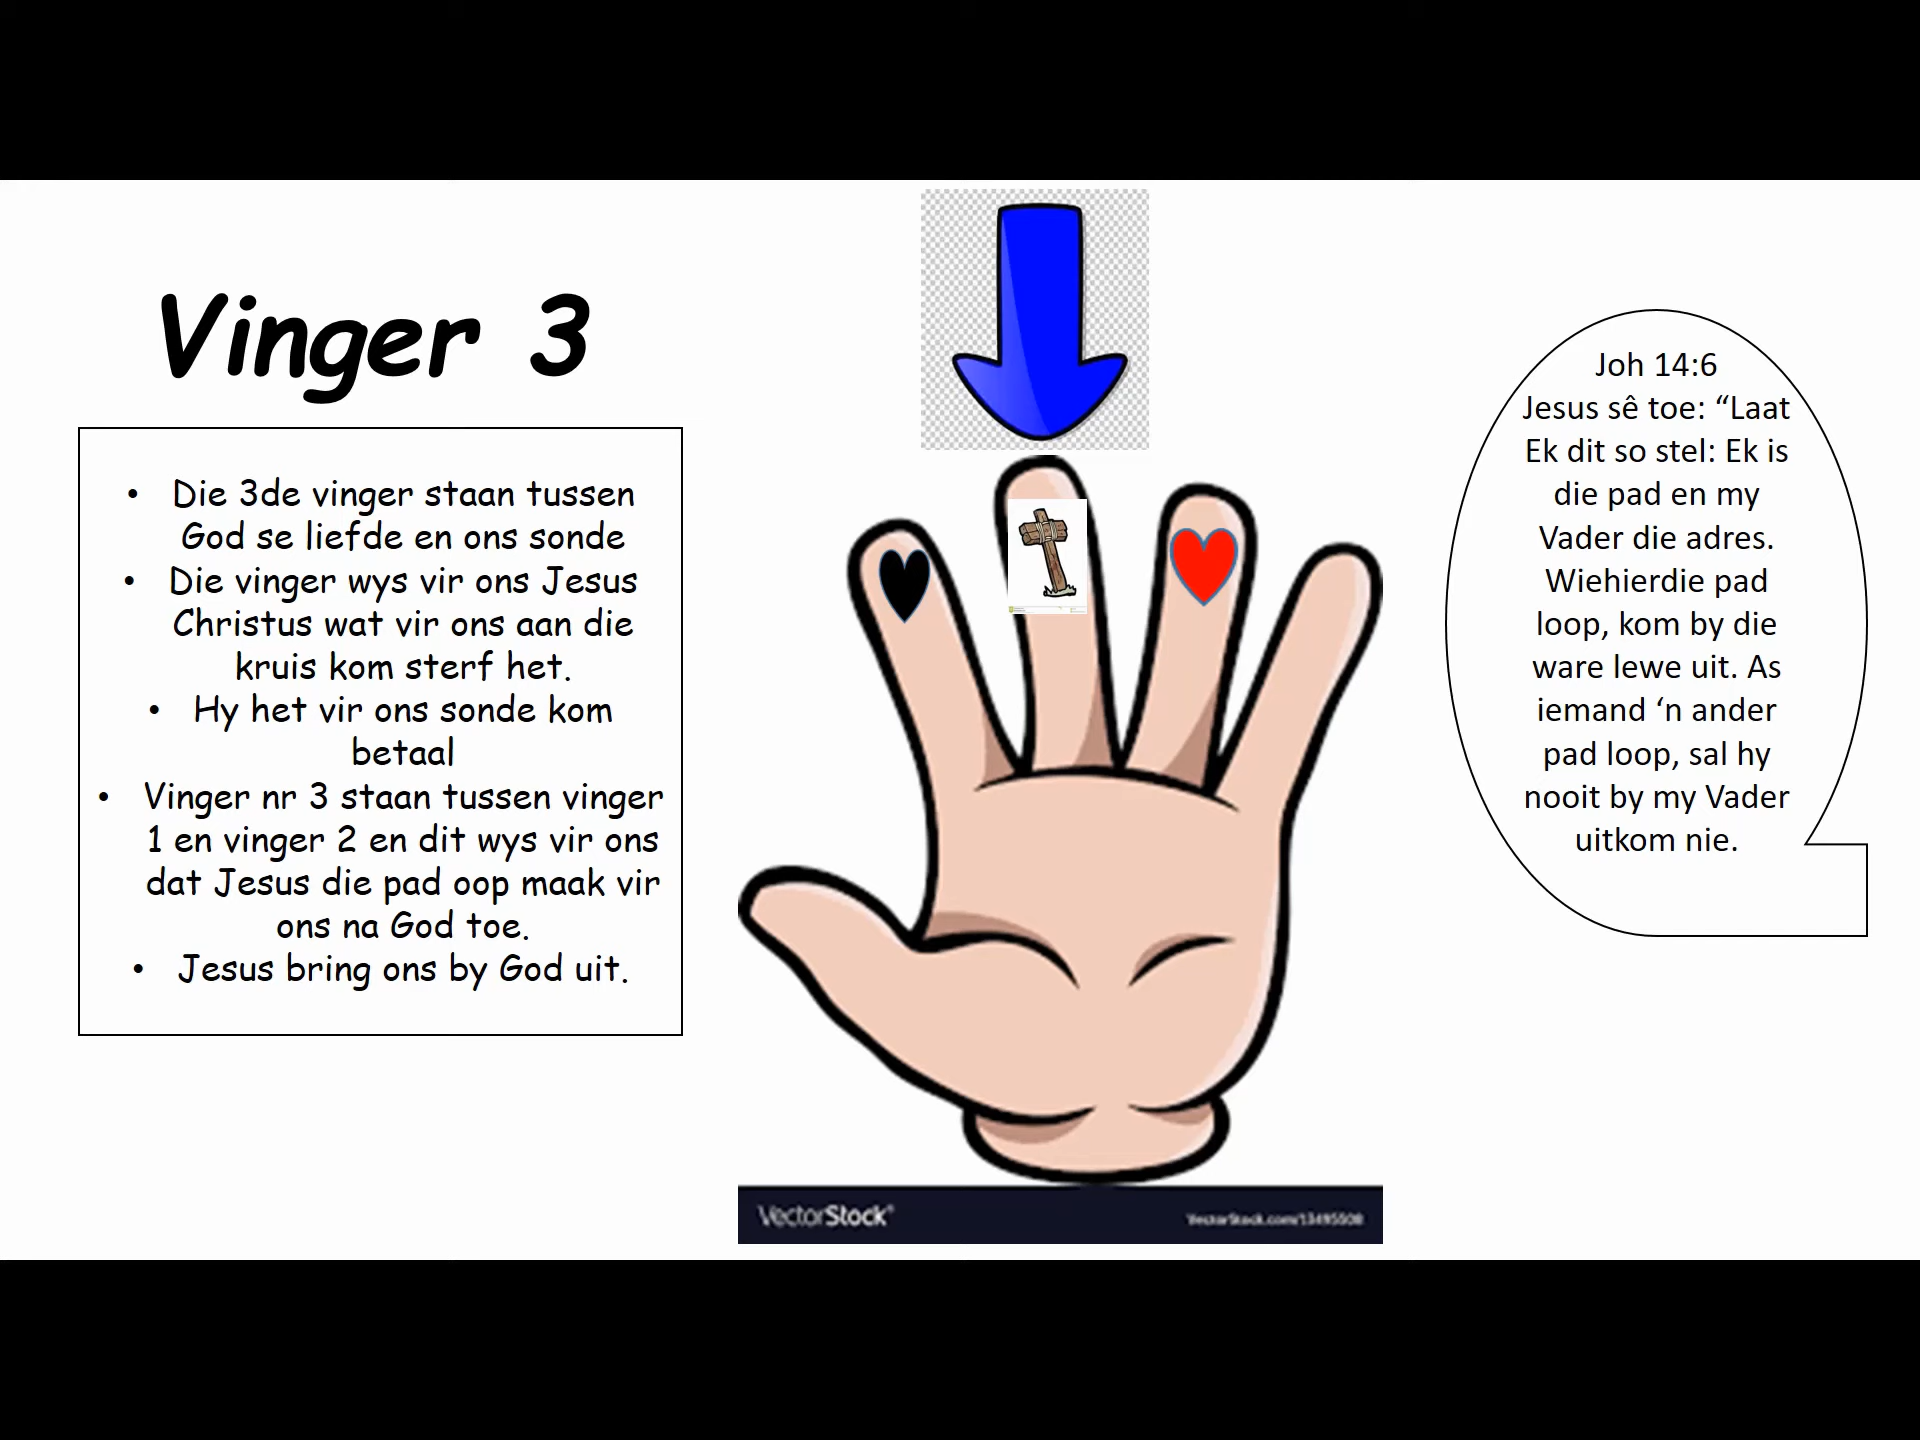 Vinger 3
• Die 3de vinger staan tussen
God se liefde en ons sonde
• Die vinger wys vir ons Jesus
Christus wat vir ons aan die
kruis kom sterf het.
• Hy het vir ons sonde kom
betaal
• Vinger nr 3 staan tussen vinger
1 en vinger 2 en dit wys vir ons
dat Jesus die pad oop maak vir
ons na God toe.
• Jesus bring ons by God uit.
Joh 14:6
Jesus sê toe: “Laat
Ek dit so stel: Ek is
die pad en my
Vader die adres.
Wiehierdie pad
loop, kom by die
ware lewe uit. As
iemand ‘n ander
pad loop, sal hy
nooit by my Vader
uitkom nie.
VectorStock®